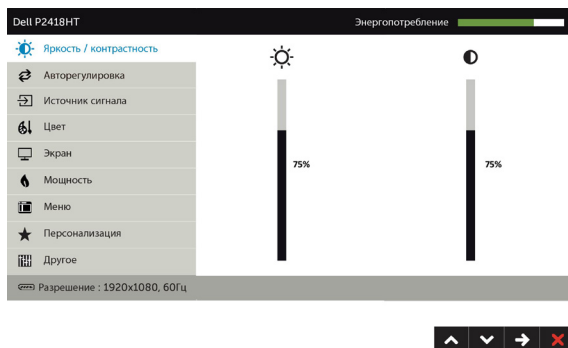 Dell P2418HT
Энергопотребление
Яркость / контрастность
Авторегулировка
Источник сигнала
Цвет
Экран
Мощность
Меню
Персонализация
Другое
75%
75%
Разрешение : 1920x1080, 60Гц